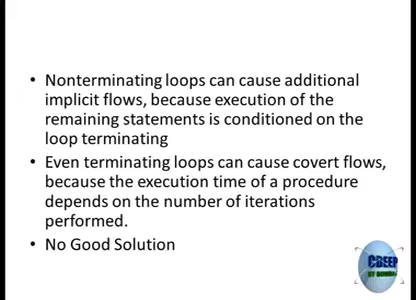 • Nonterminating loops can cause additional
implicit flows, because execution of the
remaining statements is conditioned on the
loop terminating
• Even terminating loops can cause covert flows,
because the execution time of a procedure
depends on the number of iterations
performed.
• No Good Solution